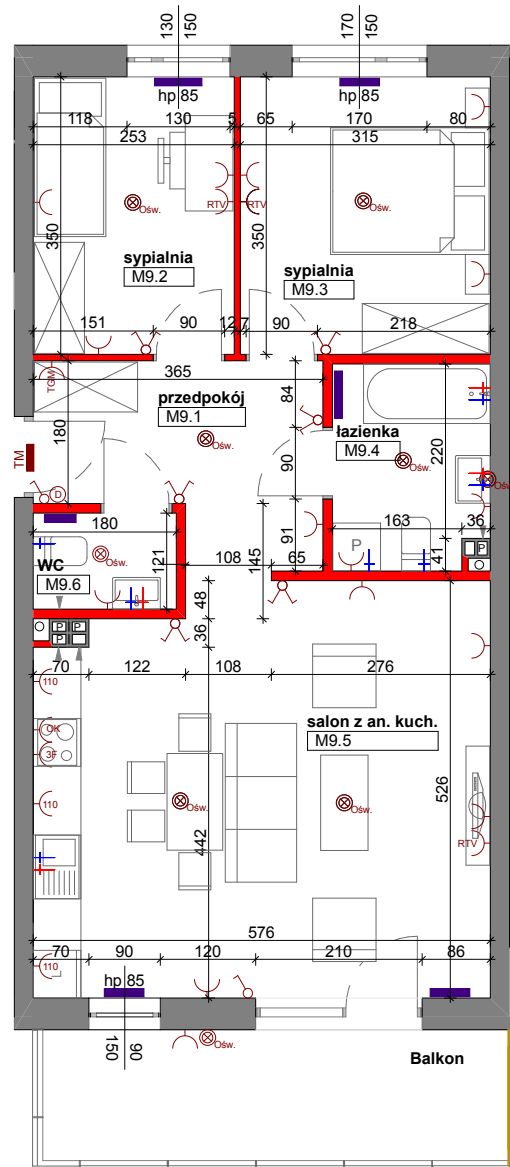 130
150
170
150
hp 85
hp 85
118
130
5
65
170
80
253
315
Ośw.
RTV
RTV
Ośw.
350
350
sypialnia
M9.2
sypialnia
M9.3
151
90
12
7
90
218
365
TGM
przedpokój
M9.1
84
180
łazienka
M9.4
220
Ośw.
Ośw.
90
TM
Ośw.
D
180
121
108
145
65
91
163
36
41
P
P
Ośw.
WC
M9.6
48
36
P
P
P
70
122
108
276
110
salon z an. kuch.
M9.5
OK
3F
526
110
Ośw.
Ośw.
442
RTV
576
110
70
90
120
210
86
hp 85
90
150
Ośw.
Balkon